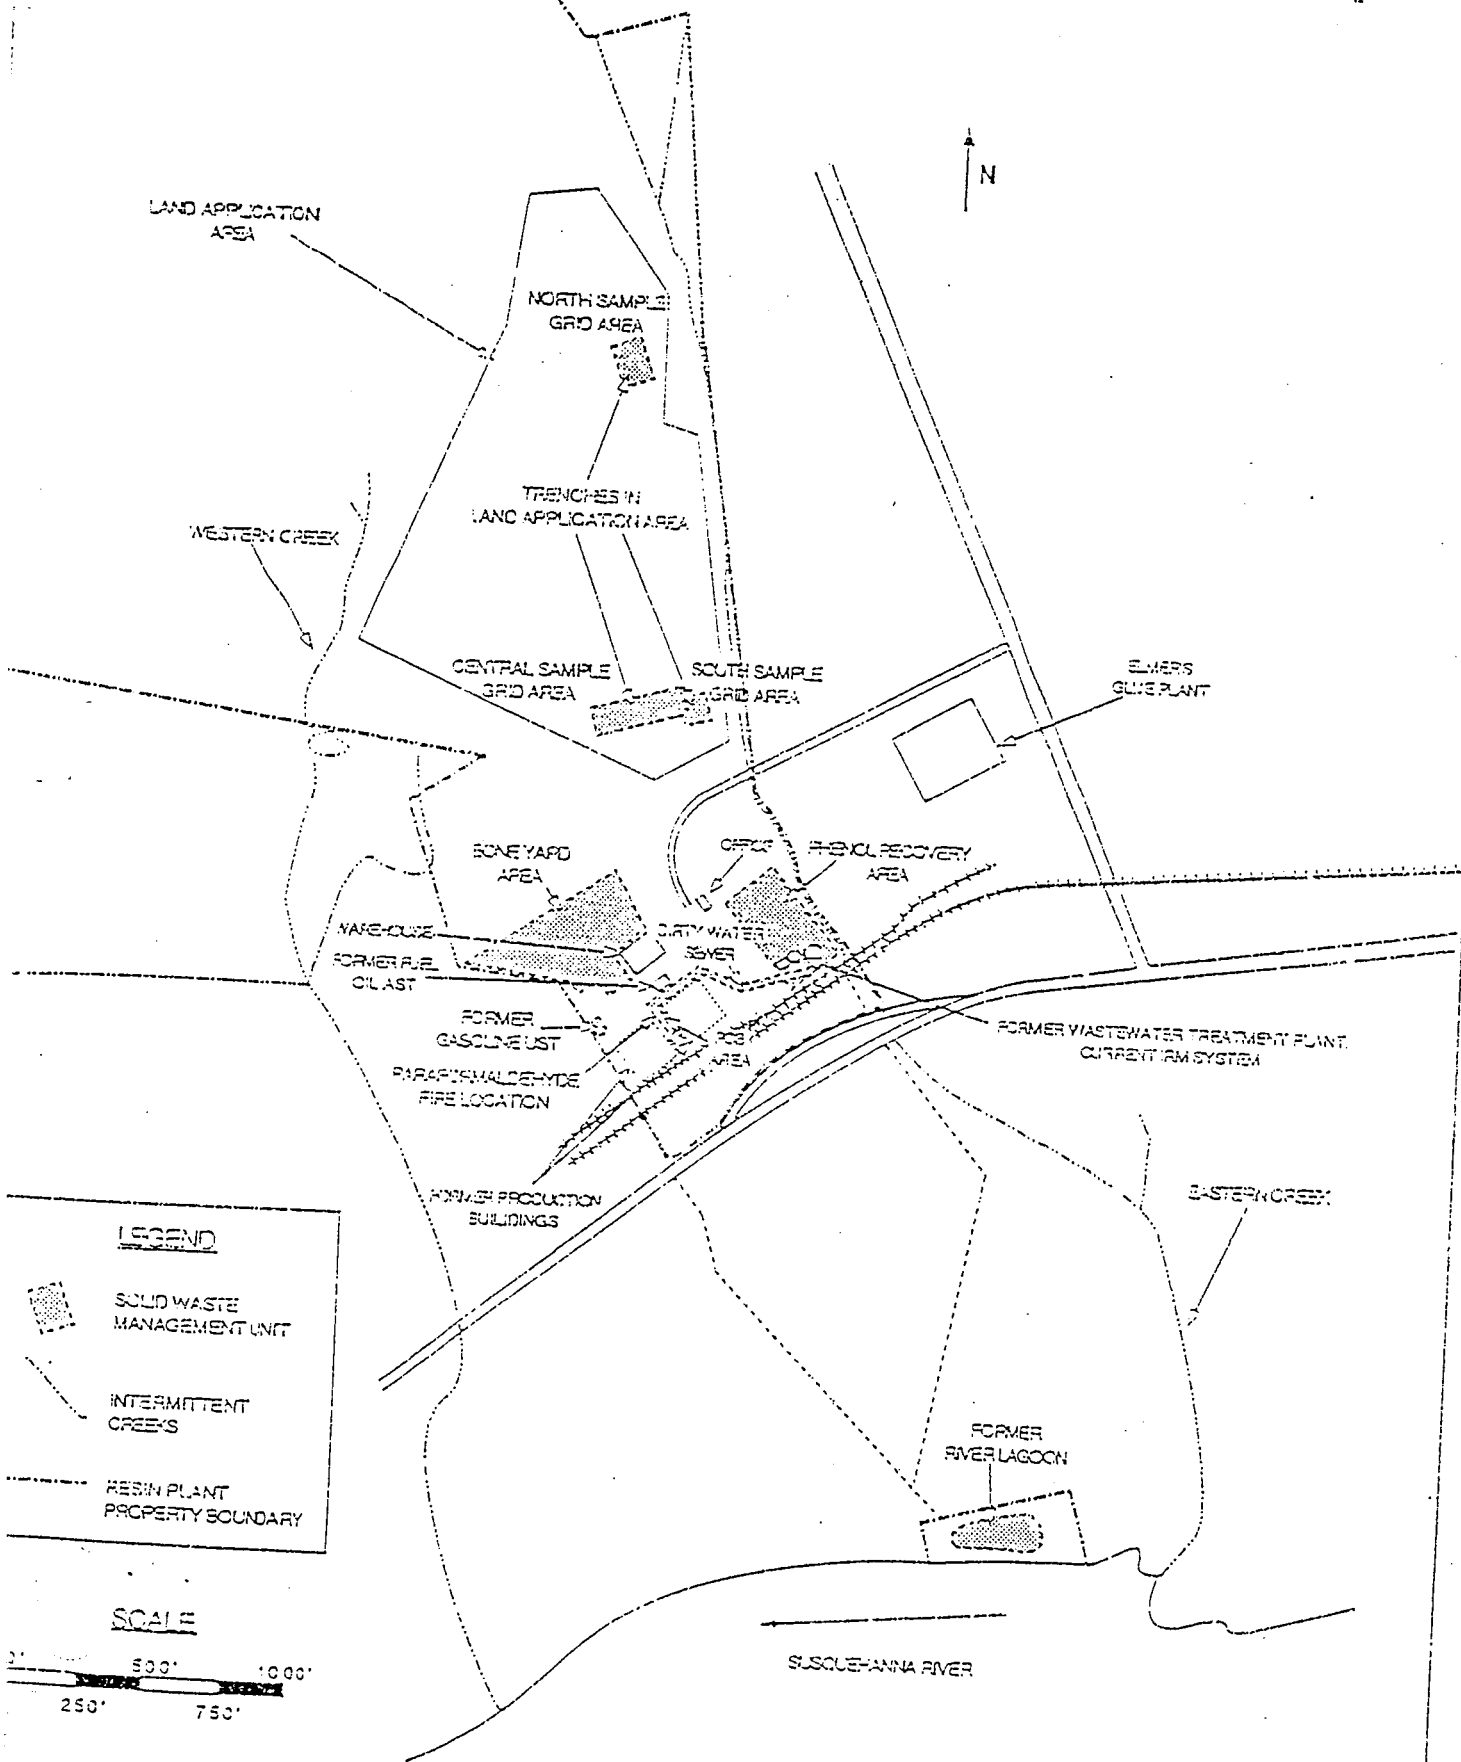 N
LAND APPLICATION
AREA
NORTH SAMPLE
GRID AREA
TRENCHES IN
LAND APPLICATION AREA
WESTERN CREEK
CENTRAL SAMPLE
GRID AREA
SOUTH SAMPLE
GRID AREA
ELMERS
GLUE PLANT
BONEYARD
AREA
OFFICE
PHENOL RECOVERY
AREA
WAREHOUSE
DIRTY WATER
SEWER
FORMER FUEL
OIL AST
FORMER
GASOLINE UST
PCB
AREA
FORMER WASTEWATER TREATMENT PLANT,
CURRENT IRM SYSTEM
PARAFORMALDEHYDE
FIRE LOCATION
FORMER PRODUCTION
BUILDINGS
EASTERN CREEK
LEGEND
SOLID WASTE
MANAGEMENT UNIT
INTERMITTENT
CREEKS
RESIN PLANT
PROPERTY BOUNDARY
FORMER
RIVER LAGOON
SCALE
0' 500' 1000'
250' 750'
SUSQUEHANNA RIVER